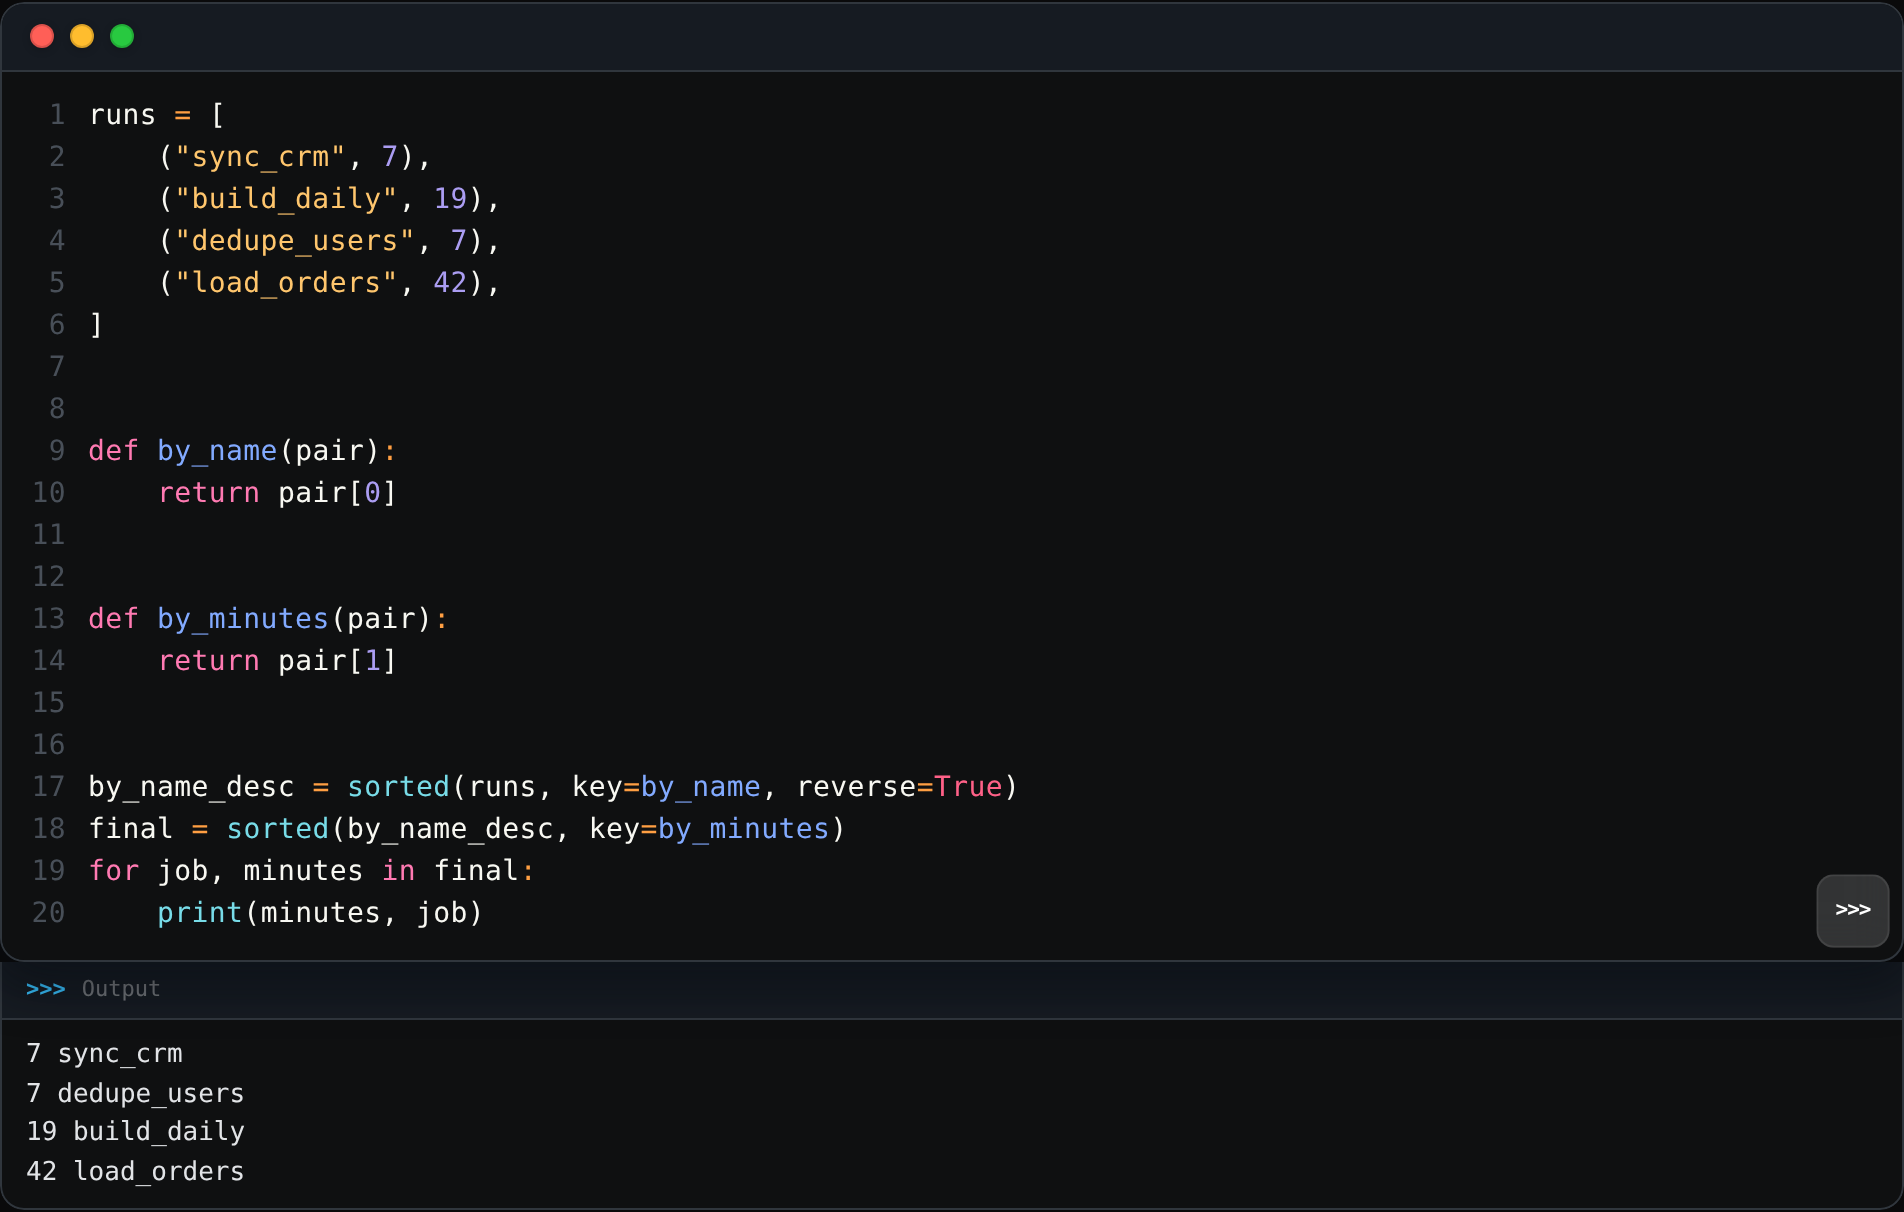 1 runs = [
2     ("sync_crm", 7),
3     ("build_daily", 19),
4     ("dedupe_users", 7),
5     ("load_orders", 42),
6 ]
7
8
9 def by_name(pair):
10     return pair[0]
11
12
13 def by_minutes(pair):
14     return pair[1]
15
16
17 by_name_desc = sorted(runs, key=by_name, reverse=True)
18 final = sorted(by_name_desc, key=by_minutes)
19 for job, minutes in final:
20     print(minutes, job)
>>>
>>> Output
7 sync_crm
7 dedupe_users
19 build_daily
42 load_orders